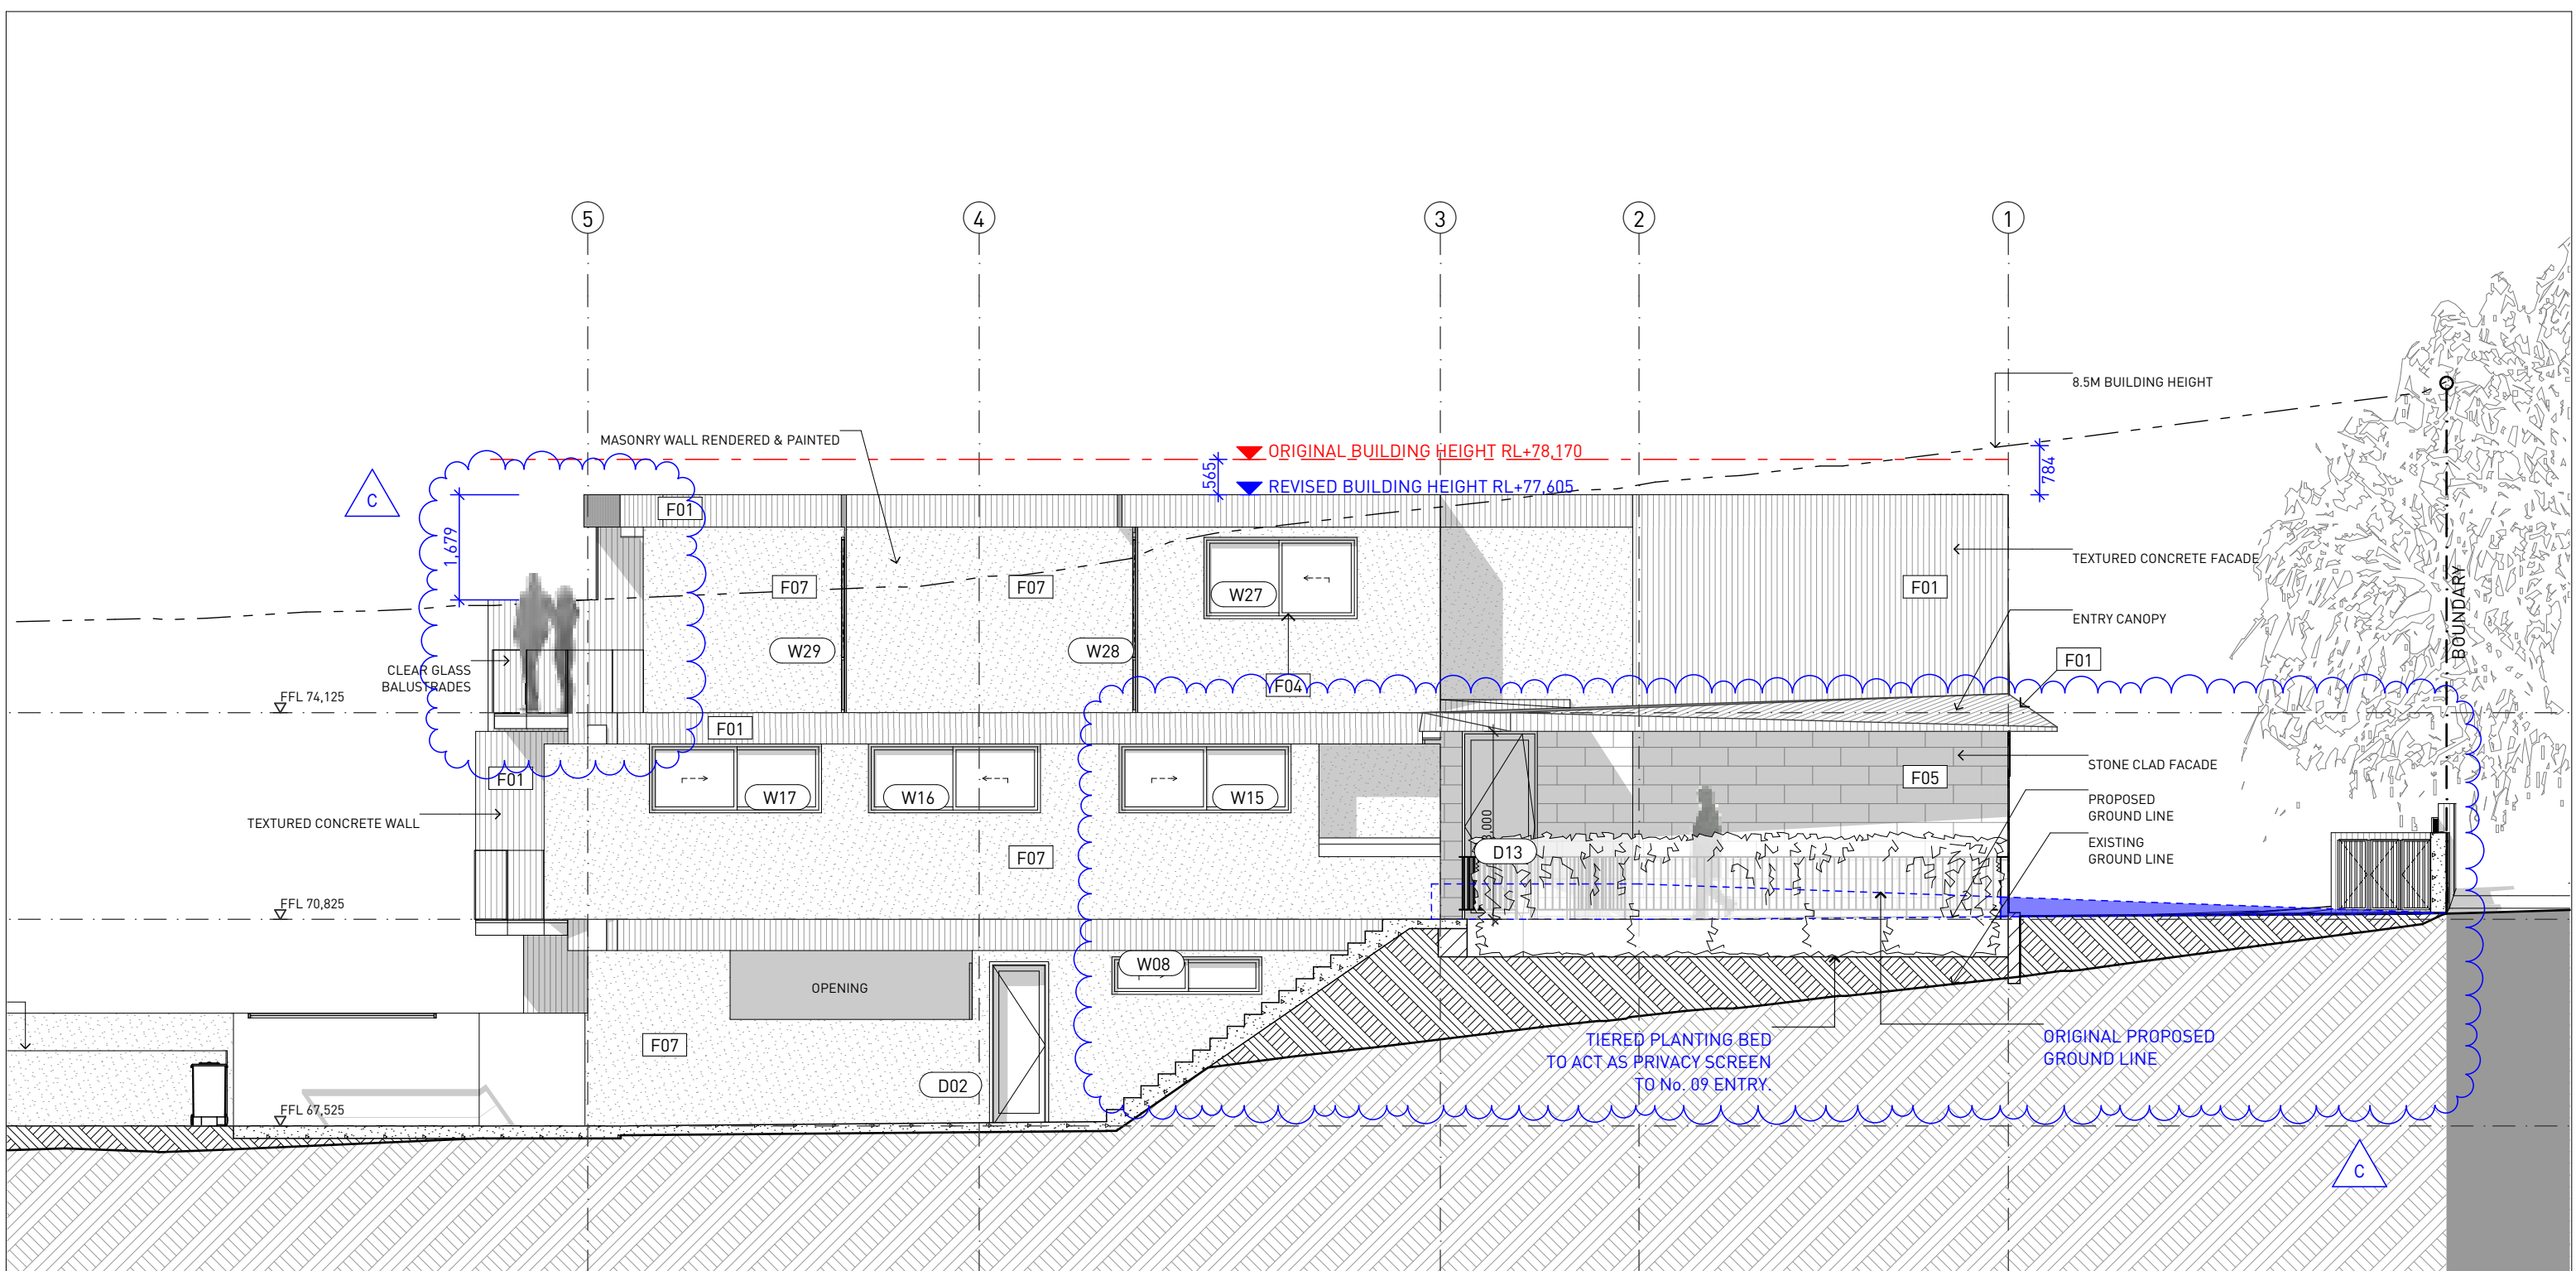 5
4
3
2
1
8.5M BUILDING HEIGHT
MASONRY WALL RENDERED & PAINTED
ORIGINAL BUILDING HEIGHT RL+78,170
565
784
REVISED BUILDING HEIGHT RL+77,605
C
F01
1,679
TEXTURED CONCRETE FACADE
F07
F07
W27
F01
BOUNDARY
ENTRY CANOPY
W29
W28
F01
CLEAR GLASS
BALUSTRADES
F04
FFL 74,125
F01
STONE CLAD FACADE
F01
F05
W17
W16
W15
PROPOSED
GROUND LINE
TEXTURED CONCRETE WALL
EXISTING
GROUND LINE
F07
D13
FFL 70,825
W08
OPENING
F07
TIERED PLANTING BED
TO ACT AS PRIVACY SCREEN
TO No. 09 ENTRY.
ORIGINAL PROPOSED
GROUND LINE
D02
FFL 67,525
C